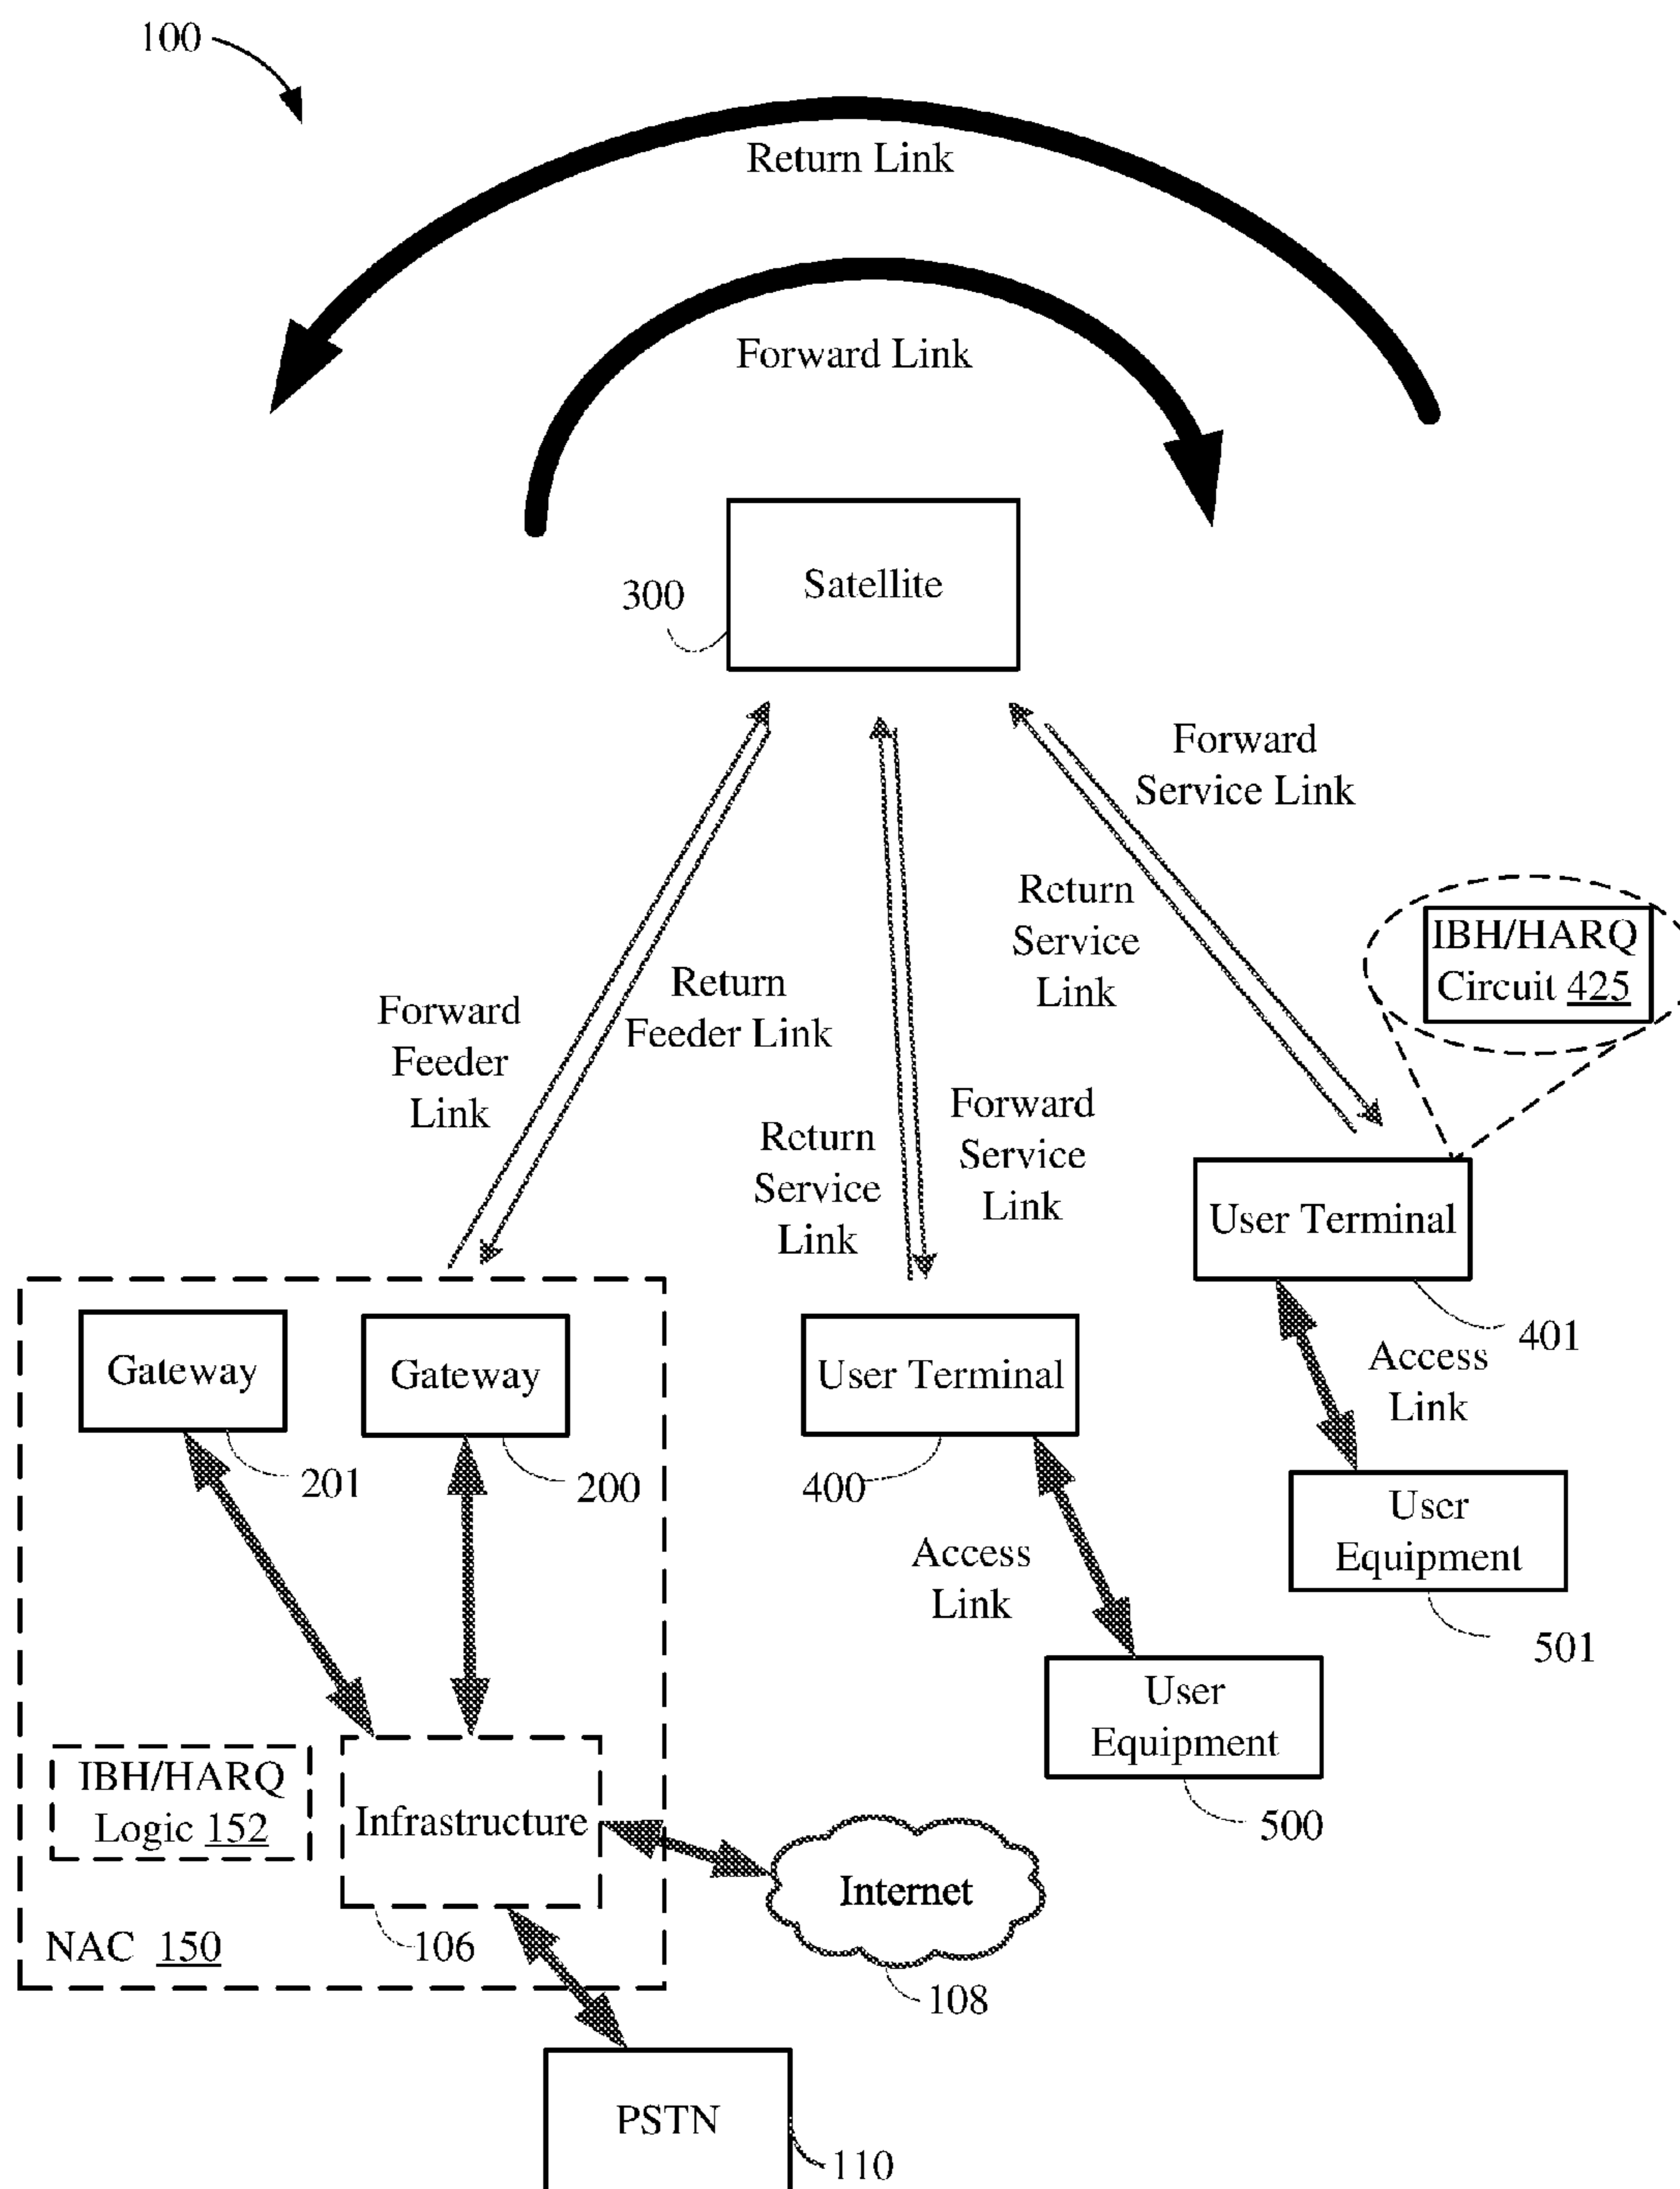 100
Return Link
Forward Link
Satellite
300
Forward
Service Link
Return
Service
Link
IBH/HARQ
Circuit 425
Forward
Feeder
Link
Return
Feeder Link
Return
Service
Link
Forward
Service
Link
User Terminal
401
Gateway
201
Gateway
200
User Terminal
400
Access
Link
User
Equipment
501
Access
Link
User
Equipment
500
IBH/HARQ
Logic 152
Infrastructure
106
NAC 150
Internet
108
PSTN
110